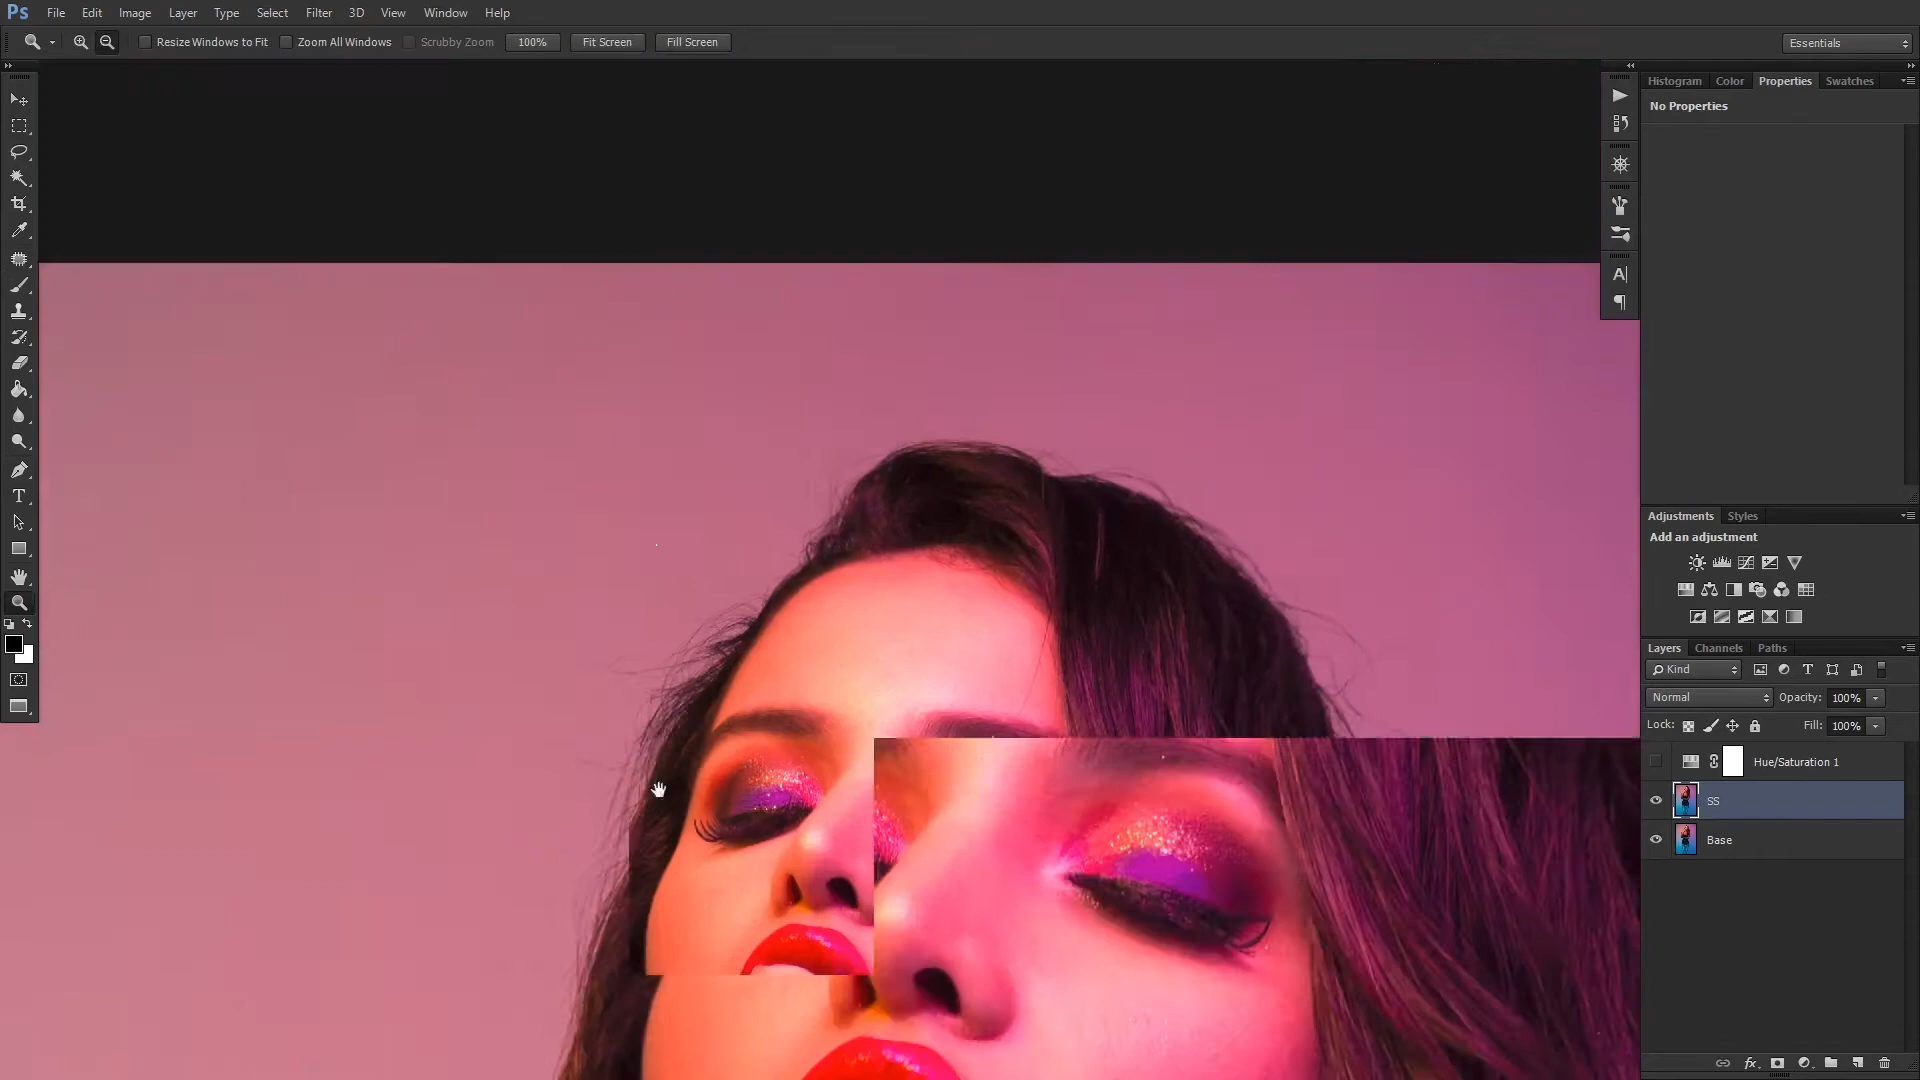 Ps File Edit Image Layer Type Select Filter 3D View Window Help
Resize Windows to Fit Zoom All Windows Scrubby Zoom 100% Fit Screen Fill Screen Essentials
Histogram Color Properties Swatches
No Properties
Adjustments Styles
Add an adjustment
Layers Channels Paths
Kind
Normal Opacity: 100%
Lock: Fill: 100%
Hue/Saturation 1
SS
Base